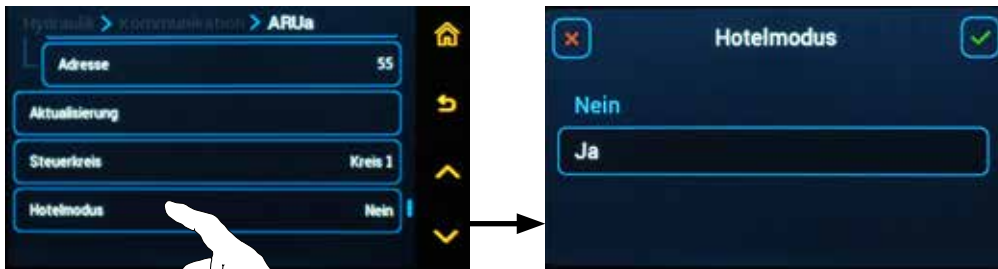 Hydraulik > Kommunikation > ARUa
Adresse 55
Aktualisierung
Steuerkreis Kreis 1
Hotelmodus Nein
Hotelmodus
Nein
Ja